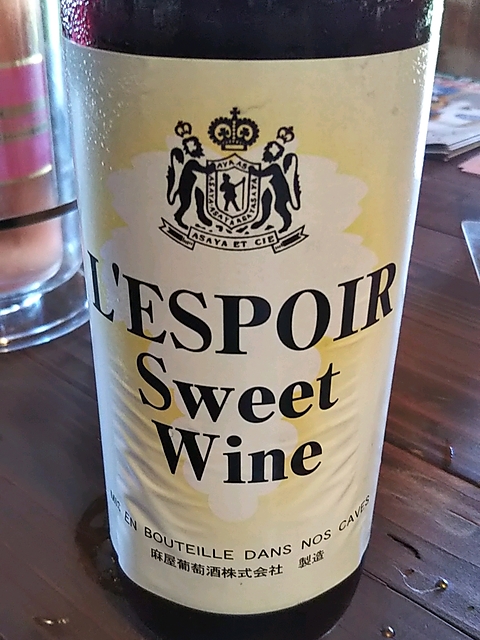 ASAYA ET CIE
L'ESPOIR
Sweet
Wine
MIS EN BOUTEILLE DANS NOS CAVES
麻屋葡萄酒株式会社 製造